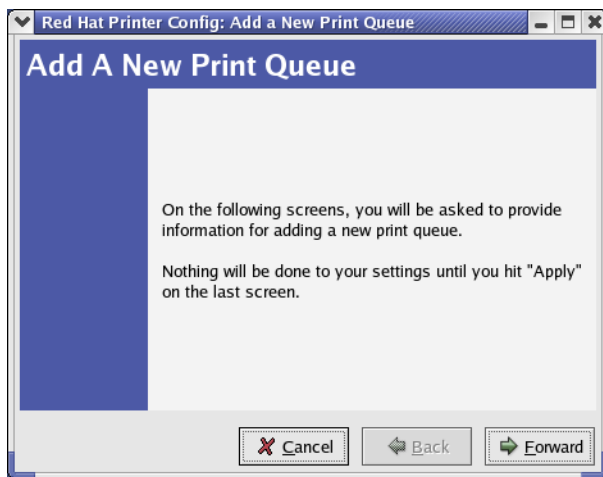 Red Hat Printer Config: Add a New Print Queue
Add A New Print Queue
On the following screens, you will be asked to provide
information for adding a new print queue.
Nothing will be done to your settings until you hit "Apply"
on the last screen.
Cancel
Back
Forward